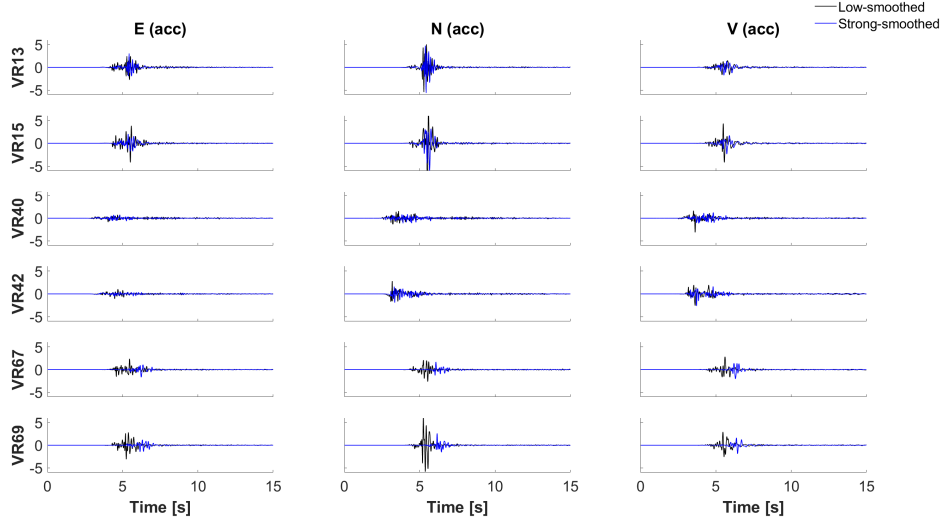 Low-smoothed
Strong-smoothed
E (acc)
N (acc)
V (acc)
VR13
5
0
-5
VR15
5
0
-5
VR40
5
0
-5
VR42
5
0
-5
VR67
5
0
-5
VR69
5
0
-5
0 5 10 15
0 5 10 15
0 5 10 15
Time [s]
Time [s]
Time [s]